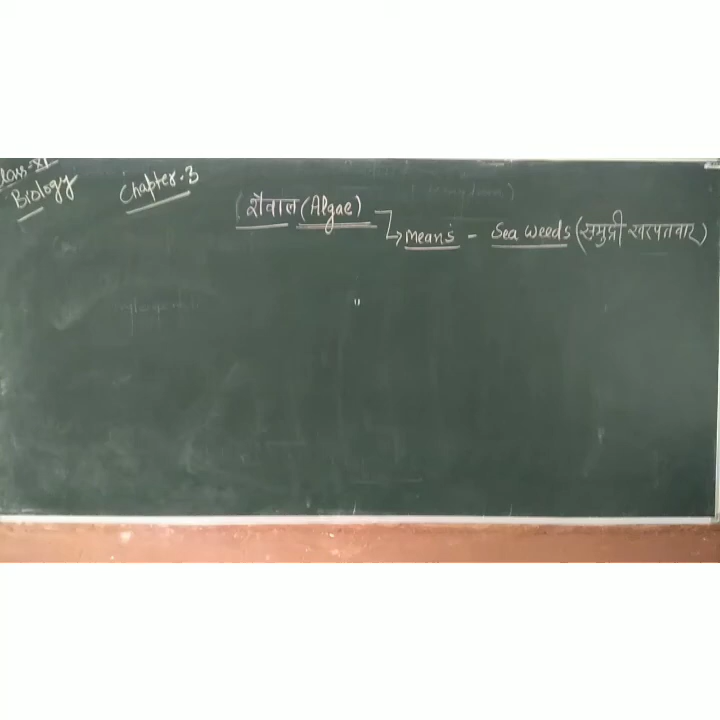 Class-XI
Biology
Chapter.3
(शैवाल (Algae)
Means - Sea weeds (समुद्री खरपतवार)